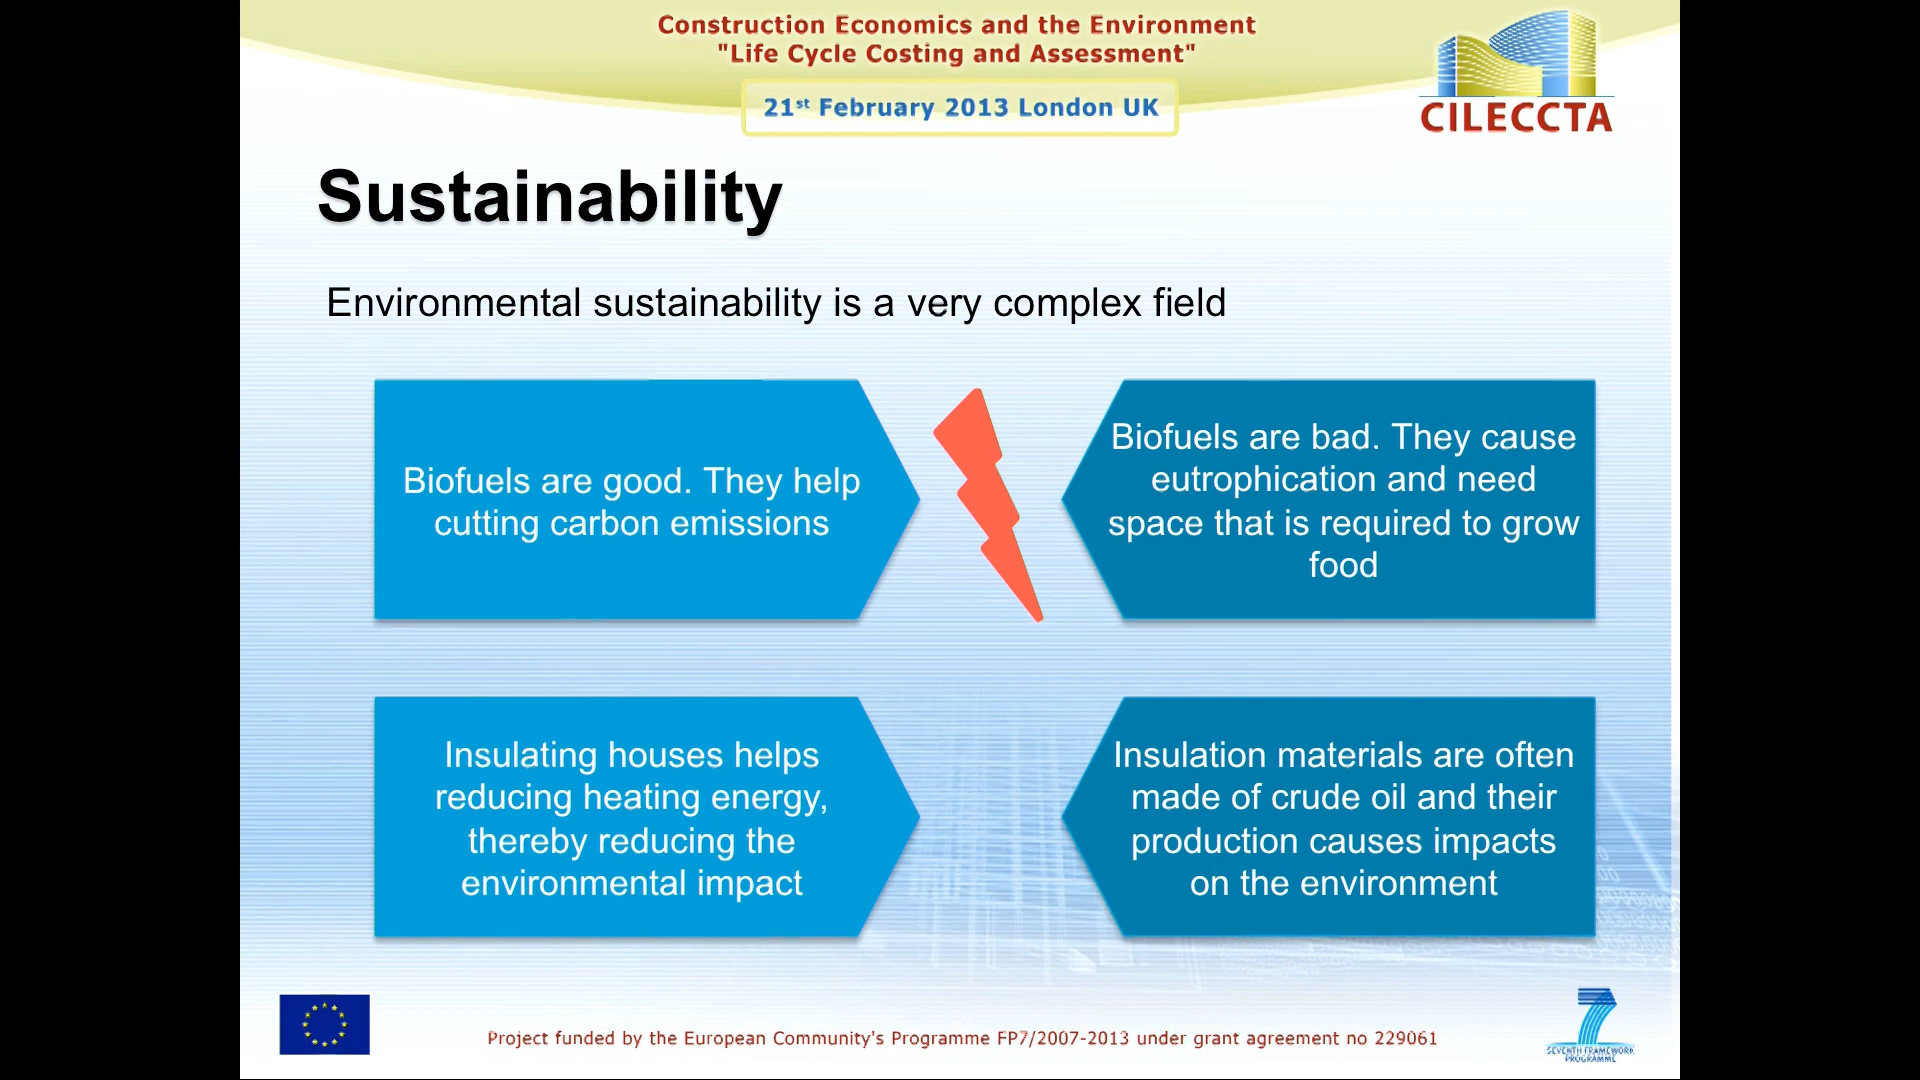 Construction Economics and the Environment
"Life Cycle Costing and Assessment"
21st February 2013 London UK
CILECCTA
Sustainability
Environmental sustainability is a very complex field
Biofuels are good. They help
cutting carbon emissions
Biofuels are bad. They cause
eutrophication and need
space that is required to grow
food
Insulating houses helps
reducing heating energy,
thereby reducing the
environmental impact
Insulation materials are often
made of crude oil and their
production causes impacts
on the environment
Project funded by the European Community's Programme FP7/2007-2013 under grant agreement no 229061
7
SEVENTH FRAMEWORK
PROGRAMME